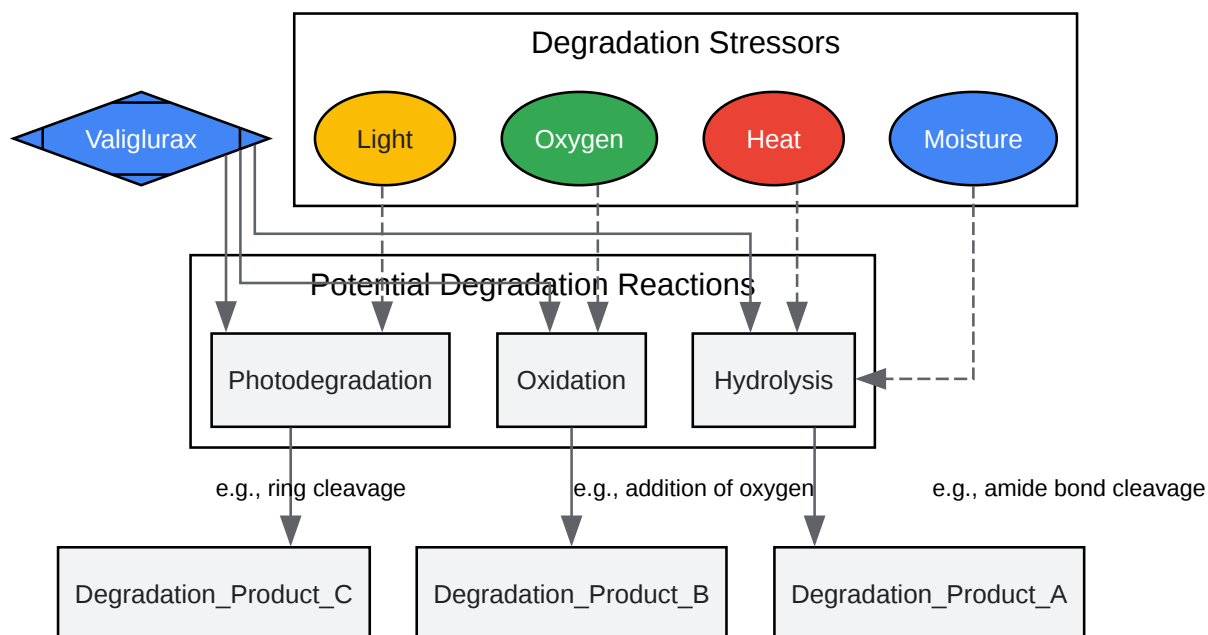 Degradation Stressors
Valiglurax
Light
Oxygen
Heat
Moisture
Potential Degradation Reactions
Photodegradation
Oxidation
Hydrolysis
e.g., ring cleavage
e.g., addition of oxygen
e.g., amide bond cleavage
Degradation_Product_C
Degradation_Product_B
Degradation_Product_A